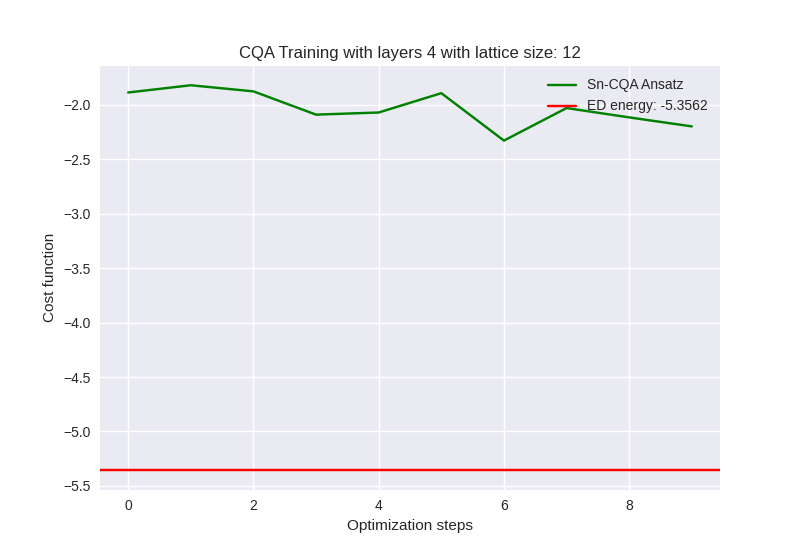 CQA Training with layers 4 with lattice size: 12
Sn-CQA Ansatz
ED energy: -5.3562
−2.0
−2.5
−3.0
−3.5
−4.0
−4.5
−5.0
−5.5
Cost function
0 2 4 6 8
Optimization steps